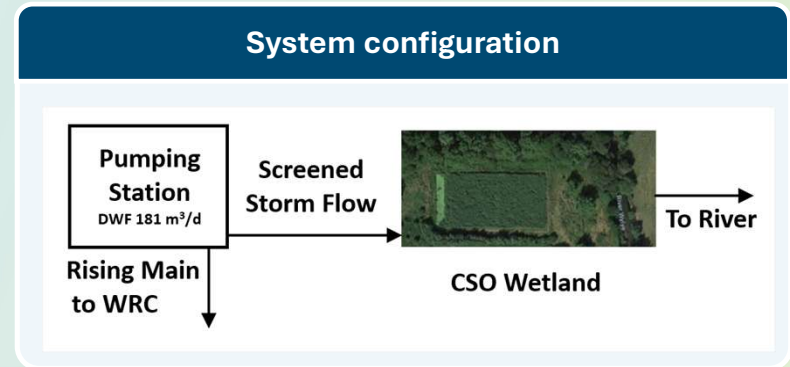 System configuration
Pumping
Station
DWF 181 m³/d
Screened
Storm Flow
To River
Rising Main
to WRC
CSO Wetland